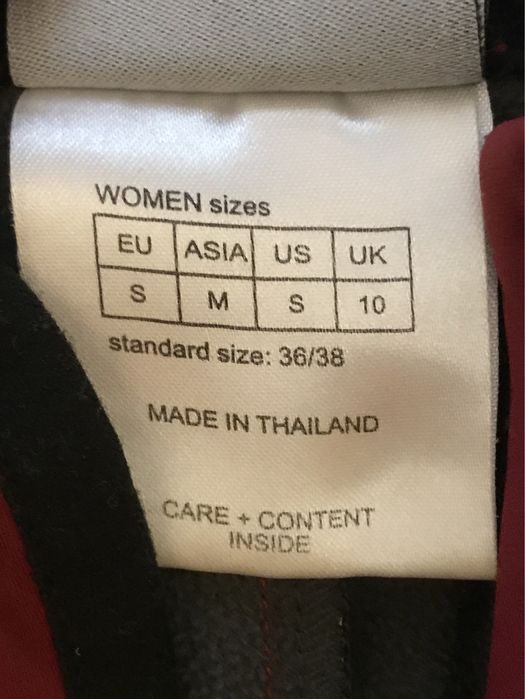 WOMEN sizes
EU ASIA US UK
S M S 10
standard size: 36/38
MADE IN THAILAND
CARE + CONTENT
INSIDE